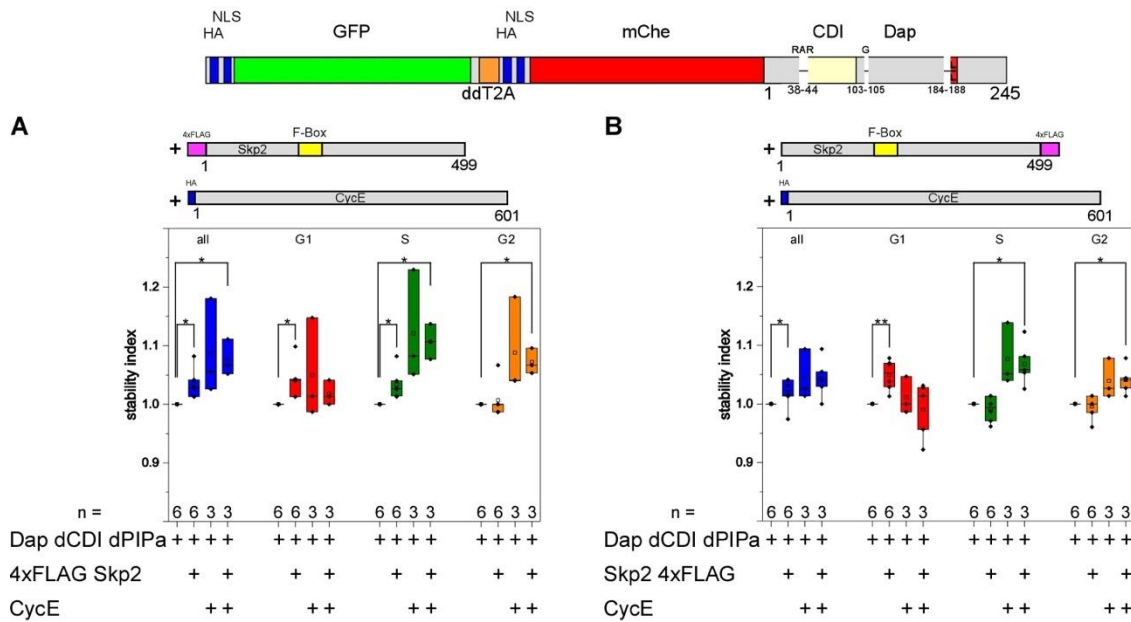 NLS NLS
HA GFP HA mChe CDI Dap
RAR G
ddT2A 1 38-44 103-105 184-188 245
A
4xFLAG F-Box
+ Skp2
1 499
HA
+ CycE
1 601
all G1 S G2
* * * * * *
stability index
1.2
1.1
1.0
0.9
n = 6 6 3 3 6 6 3 3 6 6 3 3 6 6 3 3
Dap dCDI dPIPa + + + + + + + + + + + + + + + +
4xFLAG Skp2 + + + + + + + +
CycE + + + + + + + +
B
F-Box 4xFLAG
+ Skp2
1 499
HA
+ CycE
1 601
all G1 S G2
* ** * *
stability index
1.2
1.1
1.0
0.9
n = 6 6 3 3 6 6 3 3 6 6 3 3 6 6 3 3
Dap dCDI dPIPa + + + + + + + + + + + + + + + +
Skp2 4xFLAG + + + + + + + +
CycE + + + + + + + +